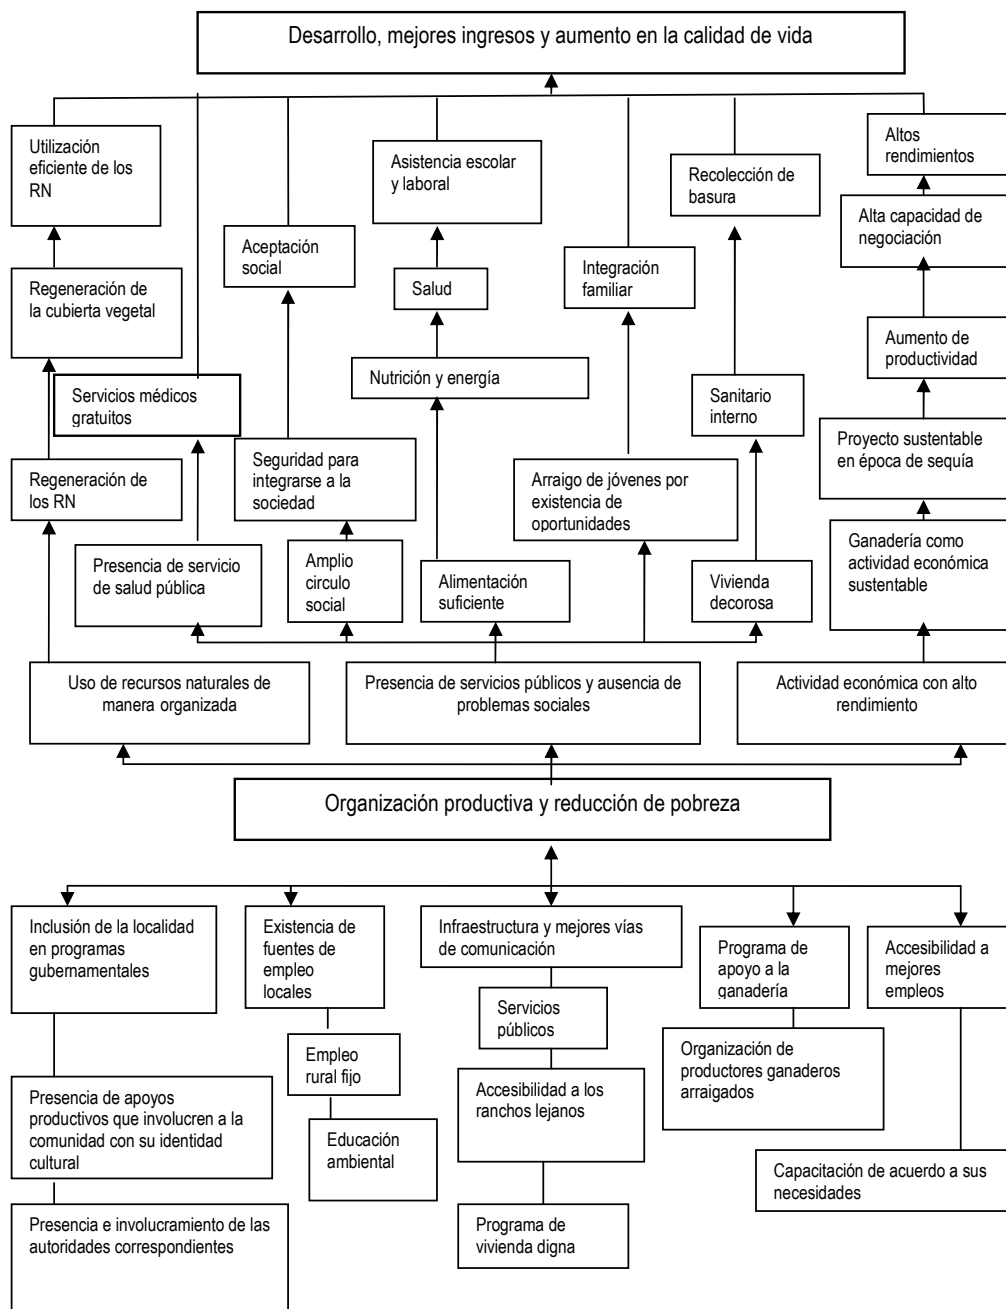 Desarrollo, mejores ingresos y aumento en la calidad de vida
Utilización
eficiente de los
RN
Asistencia escolar
y laboral
Recolección de
basura
Altos
rendimientos
Aceptación
social
Integración
familiar
Alta capacidad de
negociación
Regeneración de
la cubierta vegetal
Salud
Aumento de
productividad
Servicios médicos
gratuitos
Nutrición y energía
Sanitario
interno
Regeneración de
los RN
Seguridad para
integrarse a la
sociedad
Arraigo de jóvenes por
existencia de
oportunidades
Proyecto sustentable
en época de sequía
Presencia de servicio
de salud pública
Amplio
circulo
social
Alimentación
suficiente
Vivienda
decorosa
Ganadería como
actividad económica
sustentable
Uso de recursos naturales de
manera organizada
Presencia de servicios públicos y ausencia de
problemas sociales
Actividad económica con alto
rendimiento
Organización productiva y reducción de pobreza
Inclusión de la localidad
en programas
gubernamentales
Existencia de
fuentes de
empleo
locales
Infraestructura y mejores vías
de comunicación
Programa de
apoyo a la
ganadería
Accesibilidad a
mejores
empleos
Servicios
públicos
Empleo
rural fijo
Organización de
productores ganaderos
arraigados
Presencia de apoyos
productivos que involucren a la
comunidad con su identidad
cultural
Accesibilidad a los
ranchos lejanos
Educación
ambiental
Capacitación de acuerdo a sus
necesidades
Presencia e involucramiento de las
autoridades correspondientes
Programa de
vivienda digna